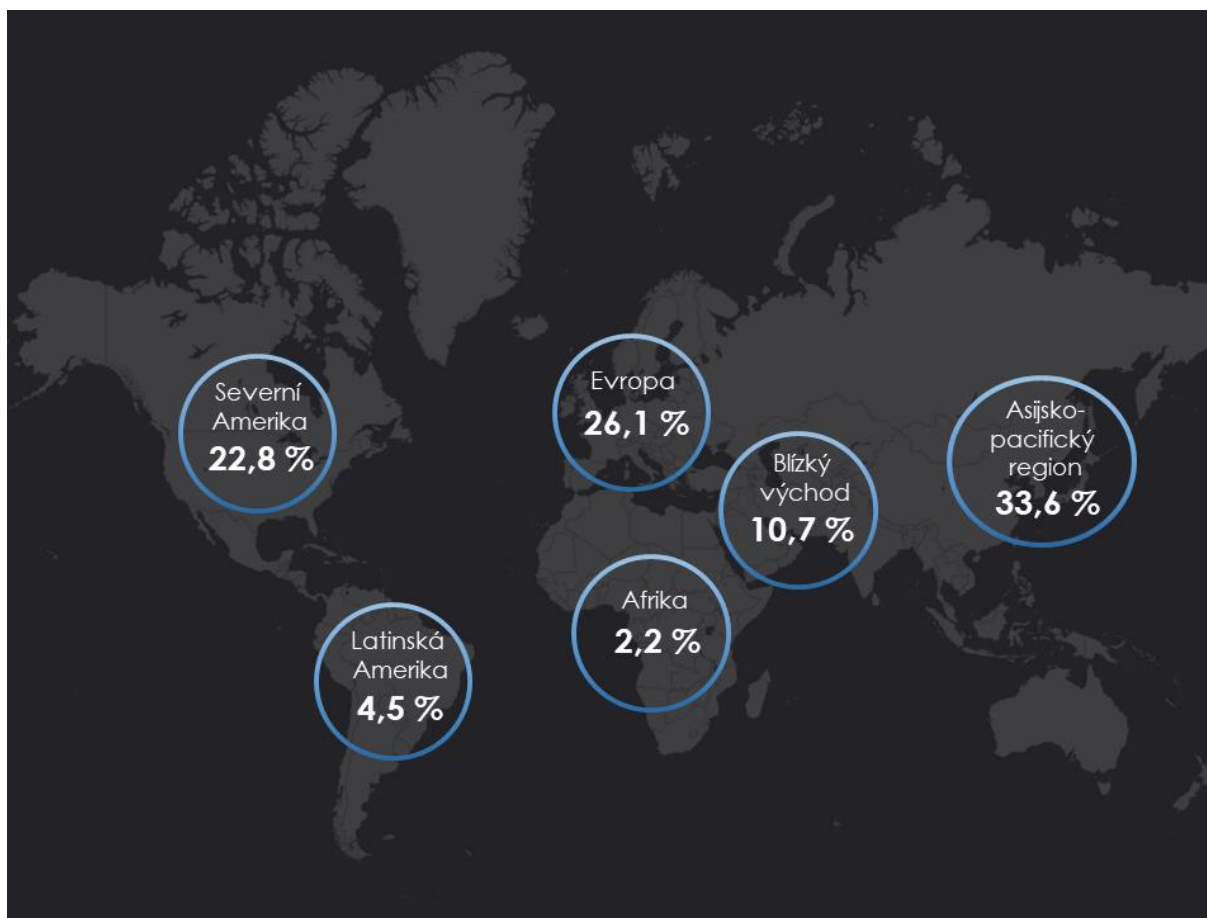 Severní
Amerika
22,8 %
Evropa
26,1 %
Asijsko-
pacifický
region
33,6 %
Blízký
východ
10,7 %
Afrika
2,2 %
Latinská
Amerika
4,5 %